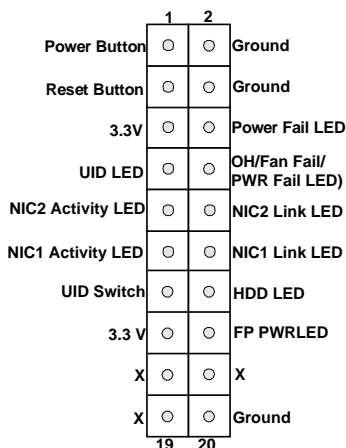 1 2
Power Button Ground
Reset Button Ground
3.3V Power Fail LED
UID LED OH/Fan Fail/
PWR Fail LED)
NIC2 Activity LED NIC2 Link LED
NIC1 Activity LED NIC1 Link LED
UID Switch HDD LED
3.3 V FP PWRLED
X X
X Ground
19 20